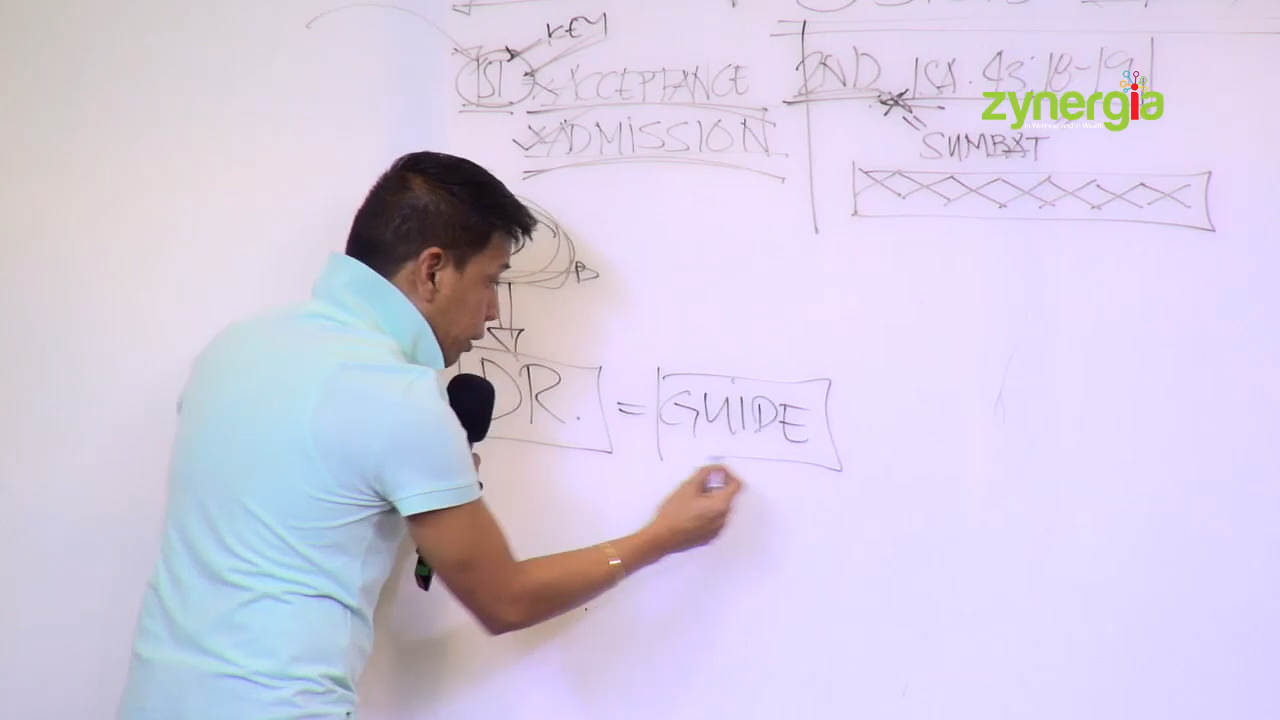 KEY
1ST ACCEPTANCE
ADMISSION
2ND ISA. 43:18-19
SUMBAT
zynergia
B
DR. = GUIDE